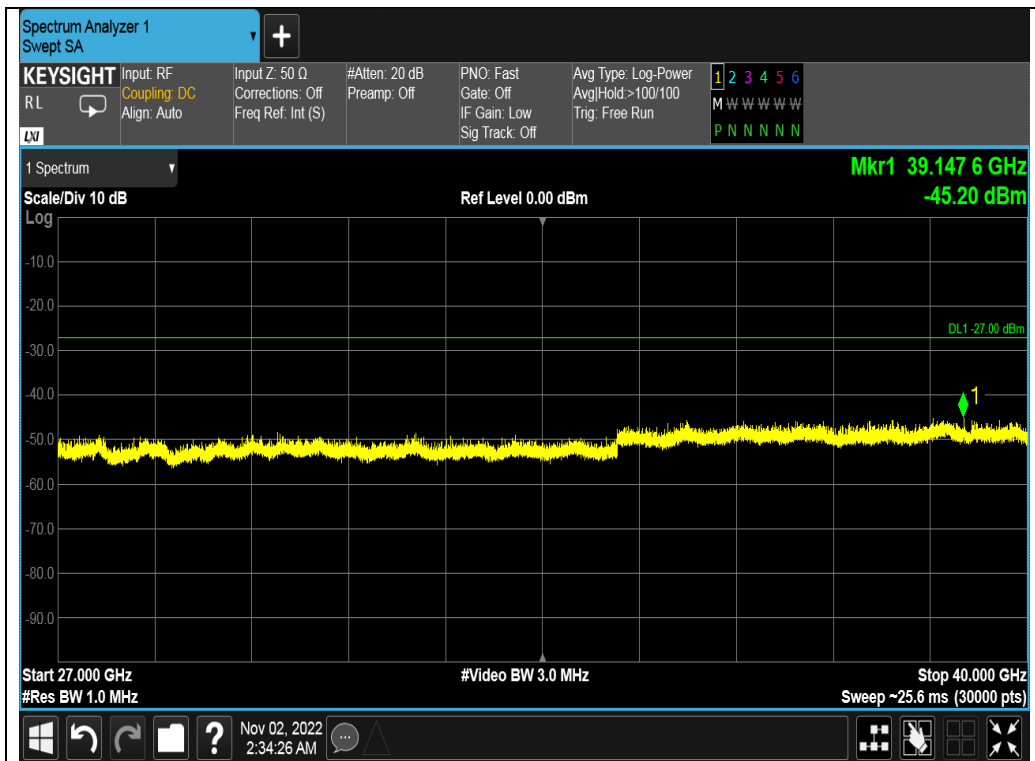 Spectrum Analyzer 1
Swept SA
KEYSIGHT
R L
LXI
Input: RF
Coupling: DC
Align: Auto
Input Z: 50 Ω
Corrections: Off
Freq Ref: Int (S)
#Atten: 20 dB
Preamp: Off
PNO: Fast
Gate: Off
IF Gain: Low
Sig Track: Off
Avg Type: Log-Power
Avg|Hold:>100/100
Trig: Free Run
1 2 3 4 5 6
M W W W W W
P N N N N N
1 Spectrum
Mkr1 39.147 6 GHz
Scale/Div 10 dB
Ref Level 0.00 dBm
-45.20 dBm
Log
-10.0
-20.0
DL1 -27.00 dBm
-30.0
-40.0
1
-50.0
-60.0
-70.0
-80.0
-90.0
Start 27.000 GHz
#Video BW 3.0 MHz
Stop 40.000 GHz
#Res BW 1.0 MHz
Sweep ~25.6 ms (30000 pts)
?
Nov 02, 2022
2:34:26 AM